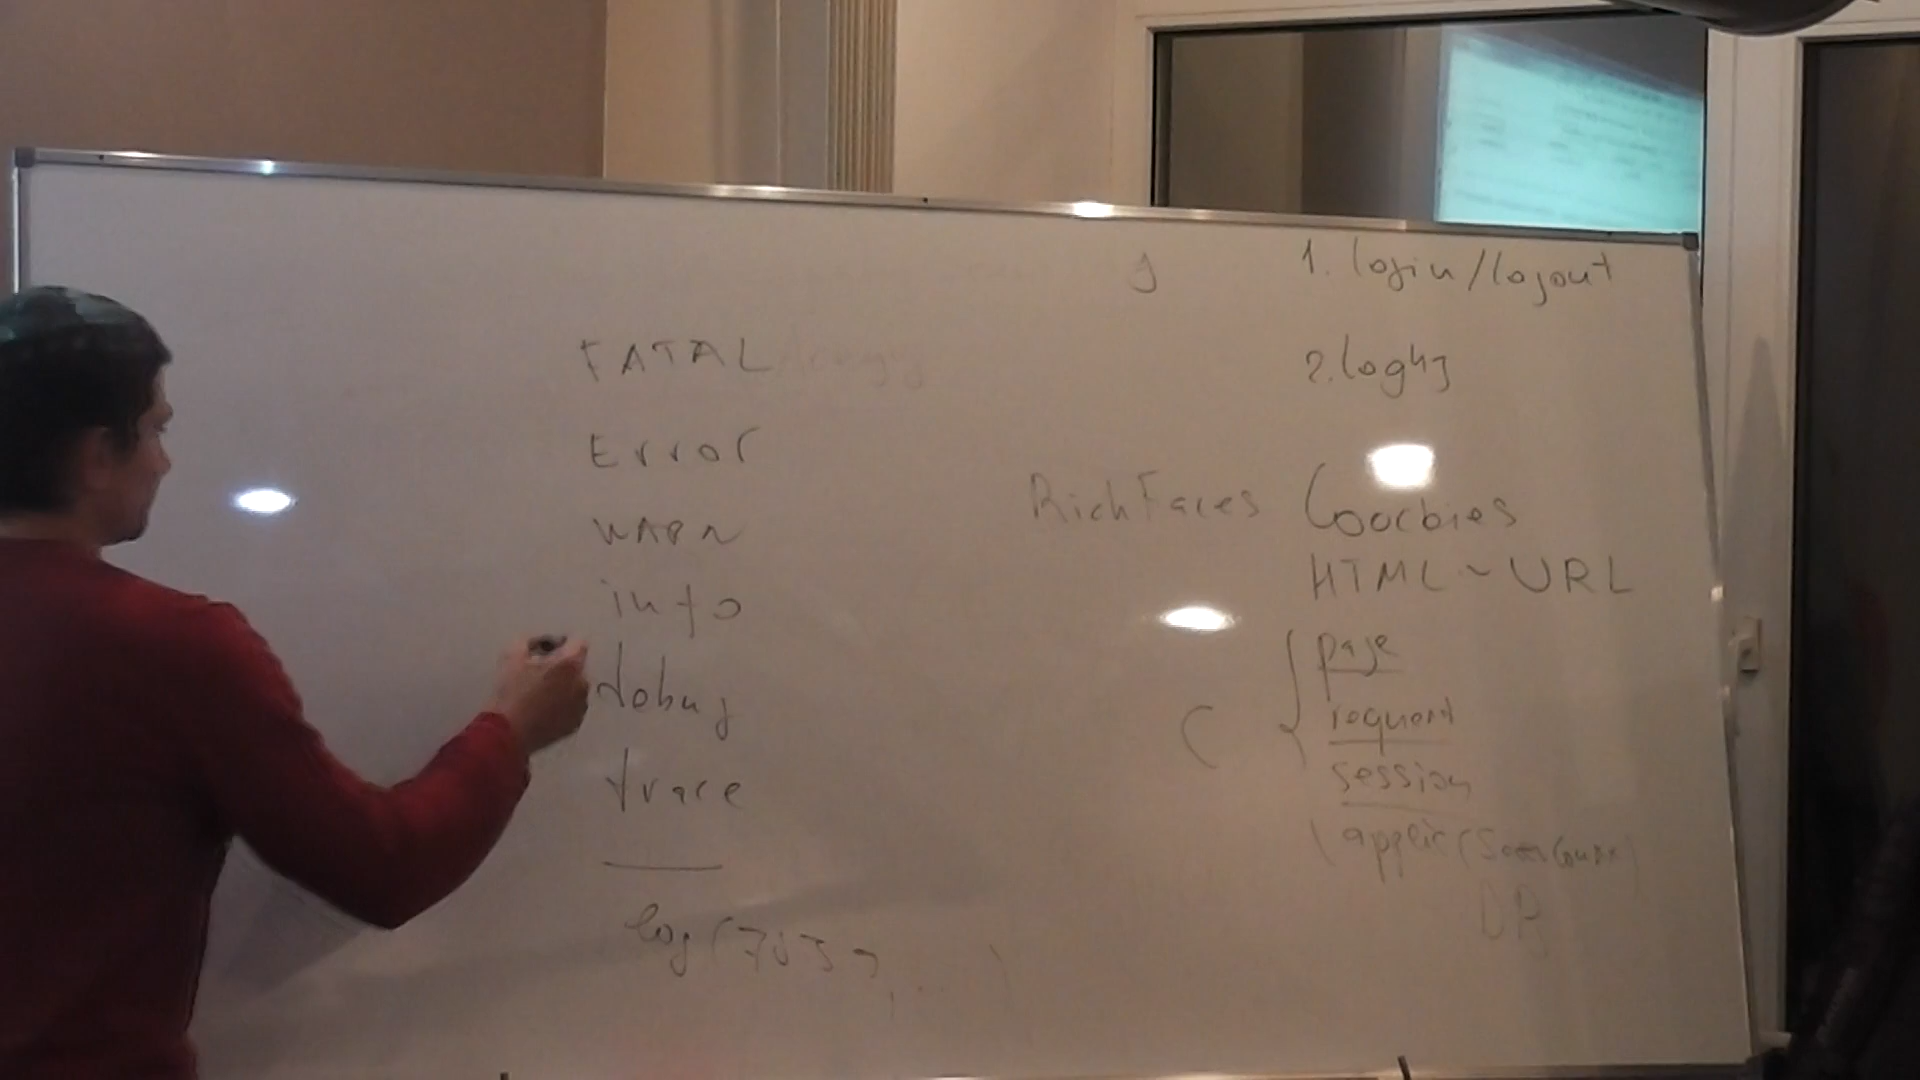 FATAL
Error
WARN
info
debug
trace
log(
1. login/logout
2. log4j
RichFaces
Coockies
HTML ~ URL
page
request
session
applic(